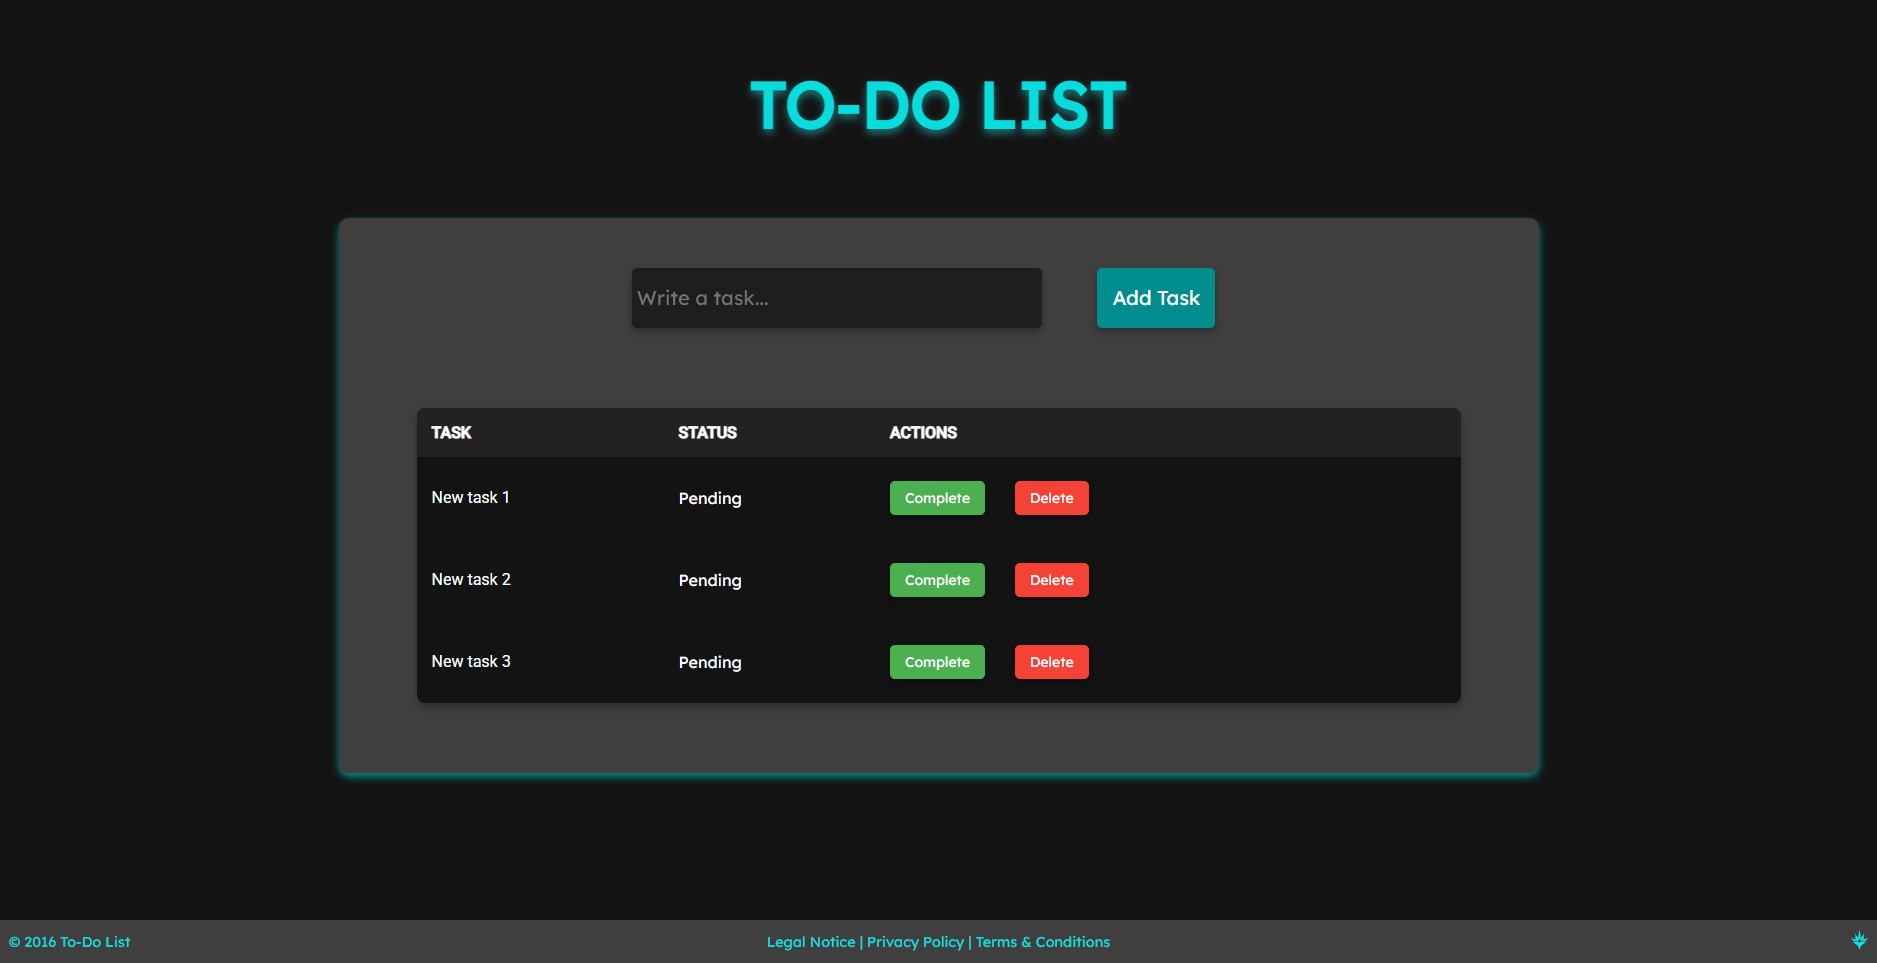 TO-DO LIST
Write a task...
Add Task
TASK STATUS ACTIONS
New task 1 Pending Complete Delete
New task 2 Pending Complete Delete
New task 3 Pending Complete Delete
© 2016 To-Do List Legal Notice | Privacy Policy | Terms & Conditions